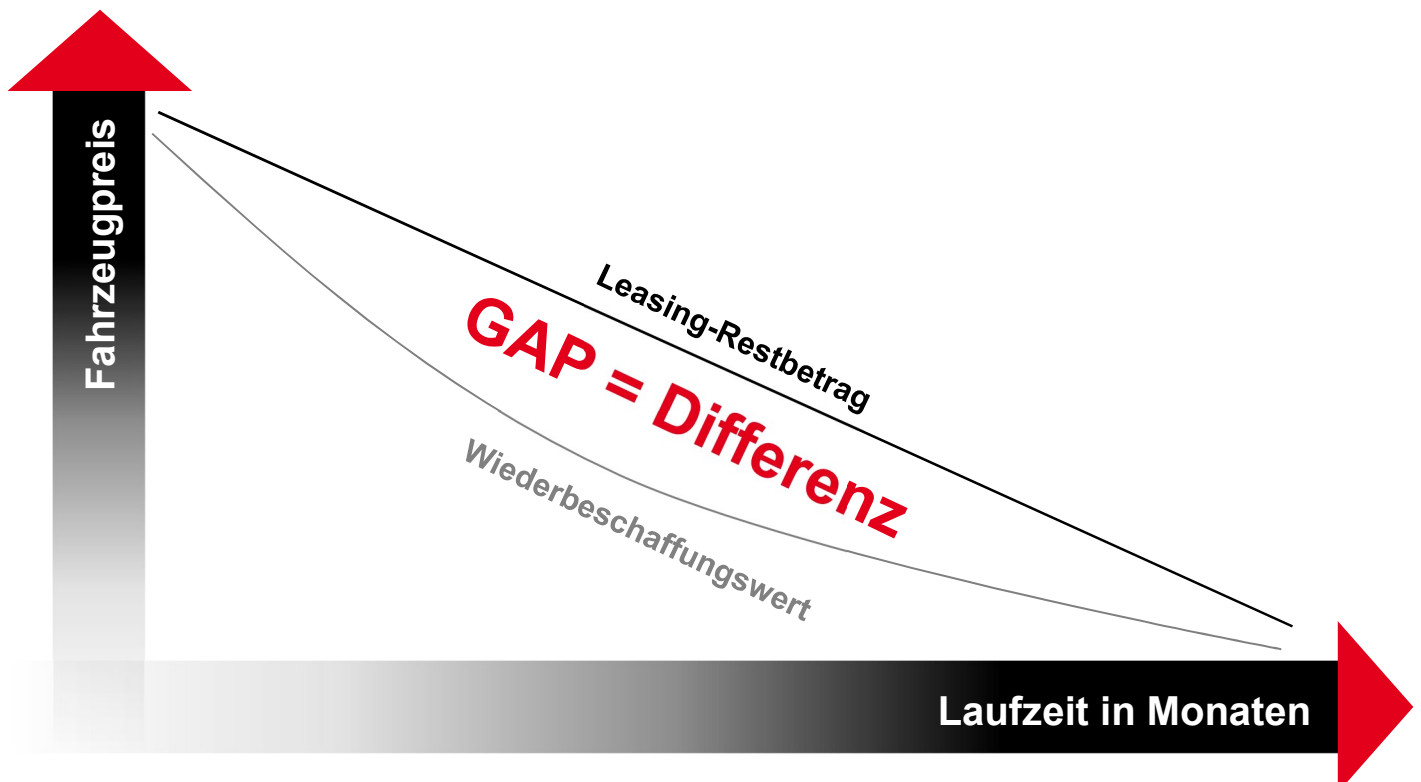 Fahrzeugpreis
Leasing-Restbetrag
GAP = Differenz
Wiederbeschaffungswert
Laufzeit in Monaten